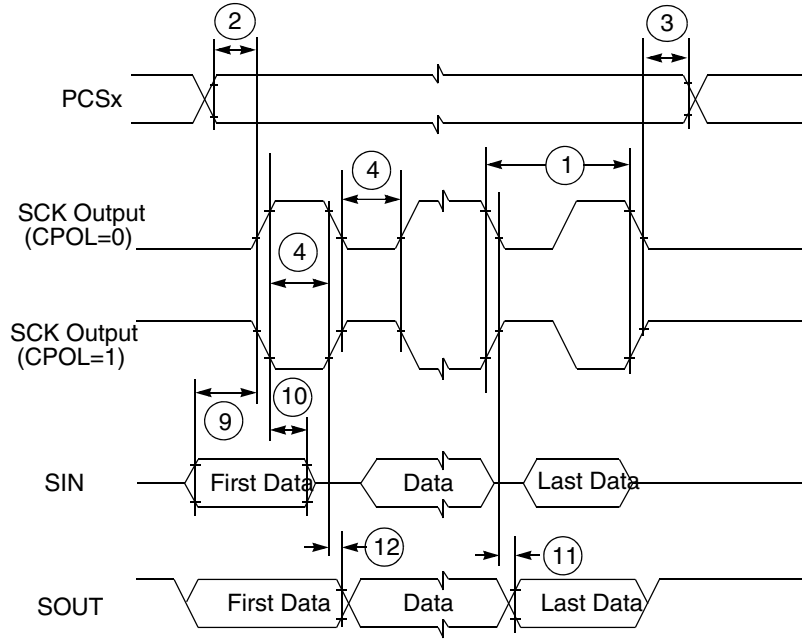 2
3
PCSx
4
1
SCK Output
(CPOL=0)
4
SCK Output
(CPOL=1)
10
9
SIN
First Data
Data
Last Data
12
11
SOUT
First Data
Data
Last Data